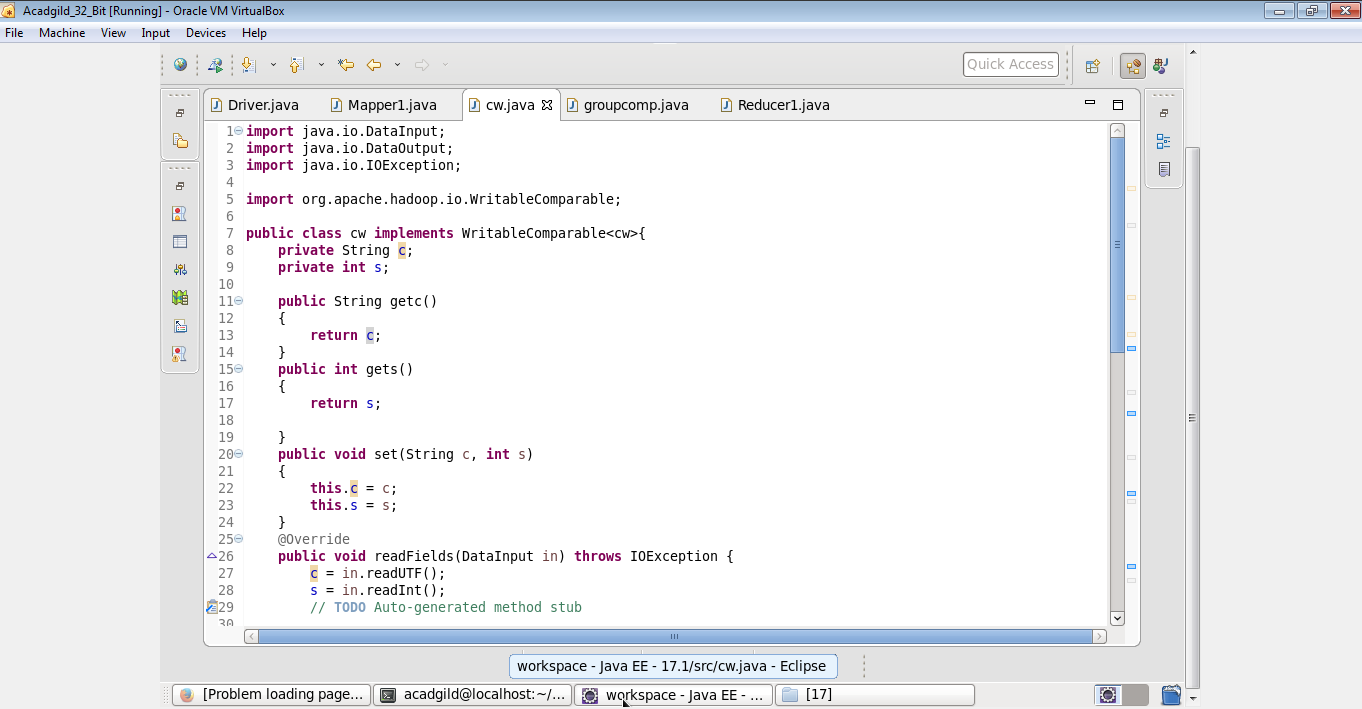 Acadgild_32_Bit [Running] - Oracle VM VirtualBox
File Machine View Input Devices Help
Quick Access
Driver.java Mapper1.java cw.java groupcomp.java Reducer1.java
1 import java.io.DataInput;
2 import java.io.DataOutput;
3 import java.io.IOException;
4
5 import org.apache.hadoop.io.WritableComparable;
6
7 public class cw implements WritableComparable<cw>{
8 private String c;
9 private int s;
10
11 public String getc()
12 {
13 return c;
14 }
15 public int gets()
16 {
17 return s;
18
19 }
20 public void set(String c, int s)
21 {
22 this.c = c;
23 this.s = s;
24 }
25 @Override
26 public void readFields(DataInput in) throws IOException {
27 c = in.readUTF();
28 s = in.readInt();
29 // TODO Auto-generated method stub
30
workspace - Java EE - 17.1/src/cw.java - Eclipse
[Problem loading page... acadgild@localhost:~/... workspace - Java EE - ... [17]